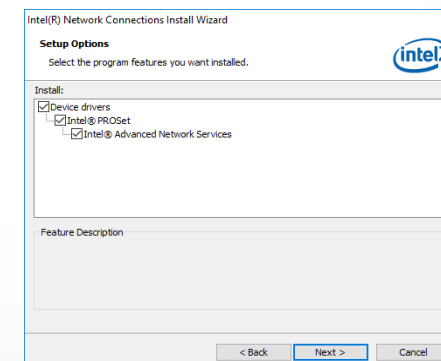 Intel(R) Network Connections Install Wizard
Setup Options
Select the program features you want installed.
intel
Install:
Device drivers
Intel® PROSet
Intel® Advanced Network Services
Feature Description
< Back Next > Cancel